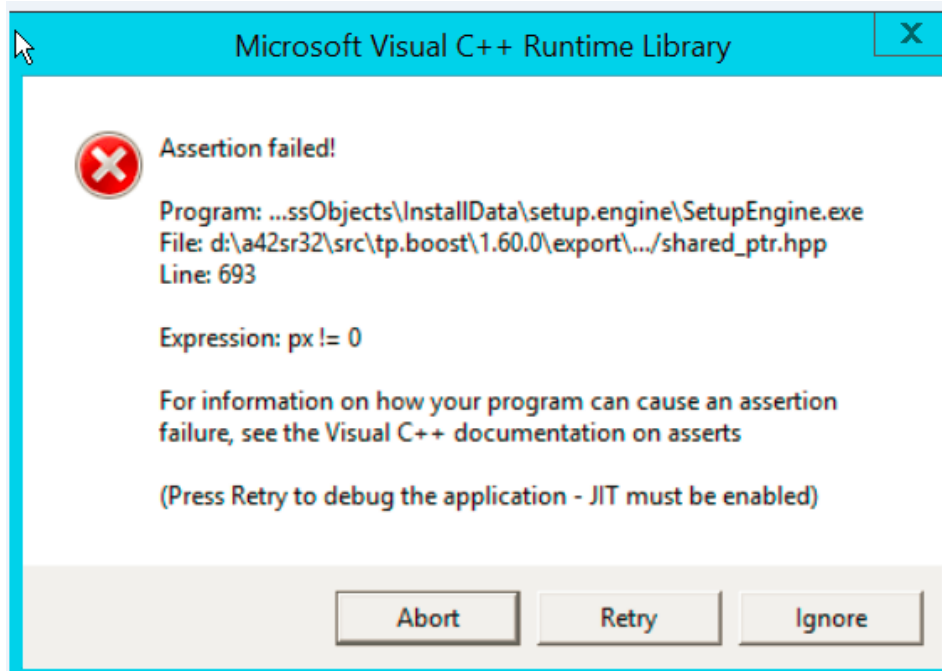 Microsoft Visual C++ Runtime Library
X
Assertion failed!
Program: ...ssObjects\InstallData\setup.engine\SetupEngine.exe
File: d:\a42sr32\src\tp.boost\1.60.0\export\.../shared_ptr.hpp
Line: 693
Expression: px != 0
For information on how your program can cause an assertion
failure, see the Visual C++ documentation on asserts
(Press Retry to debug the application - JIT must be enabled)
Abort
Retry
Ignore